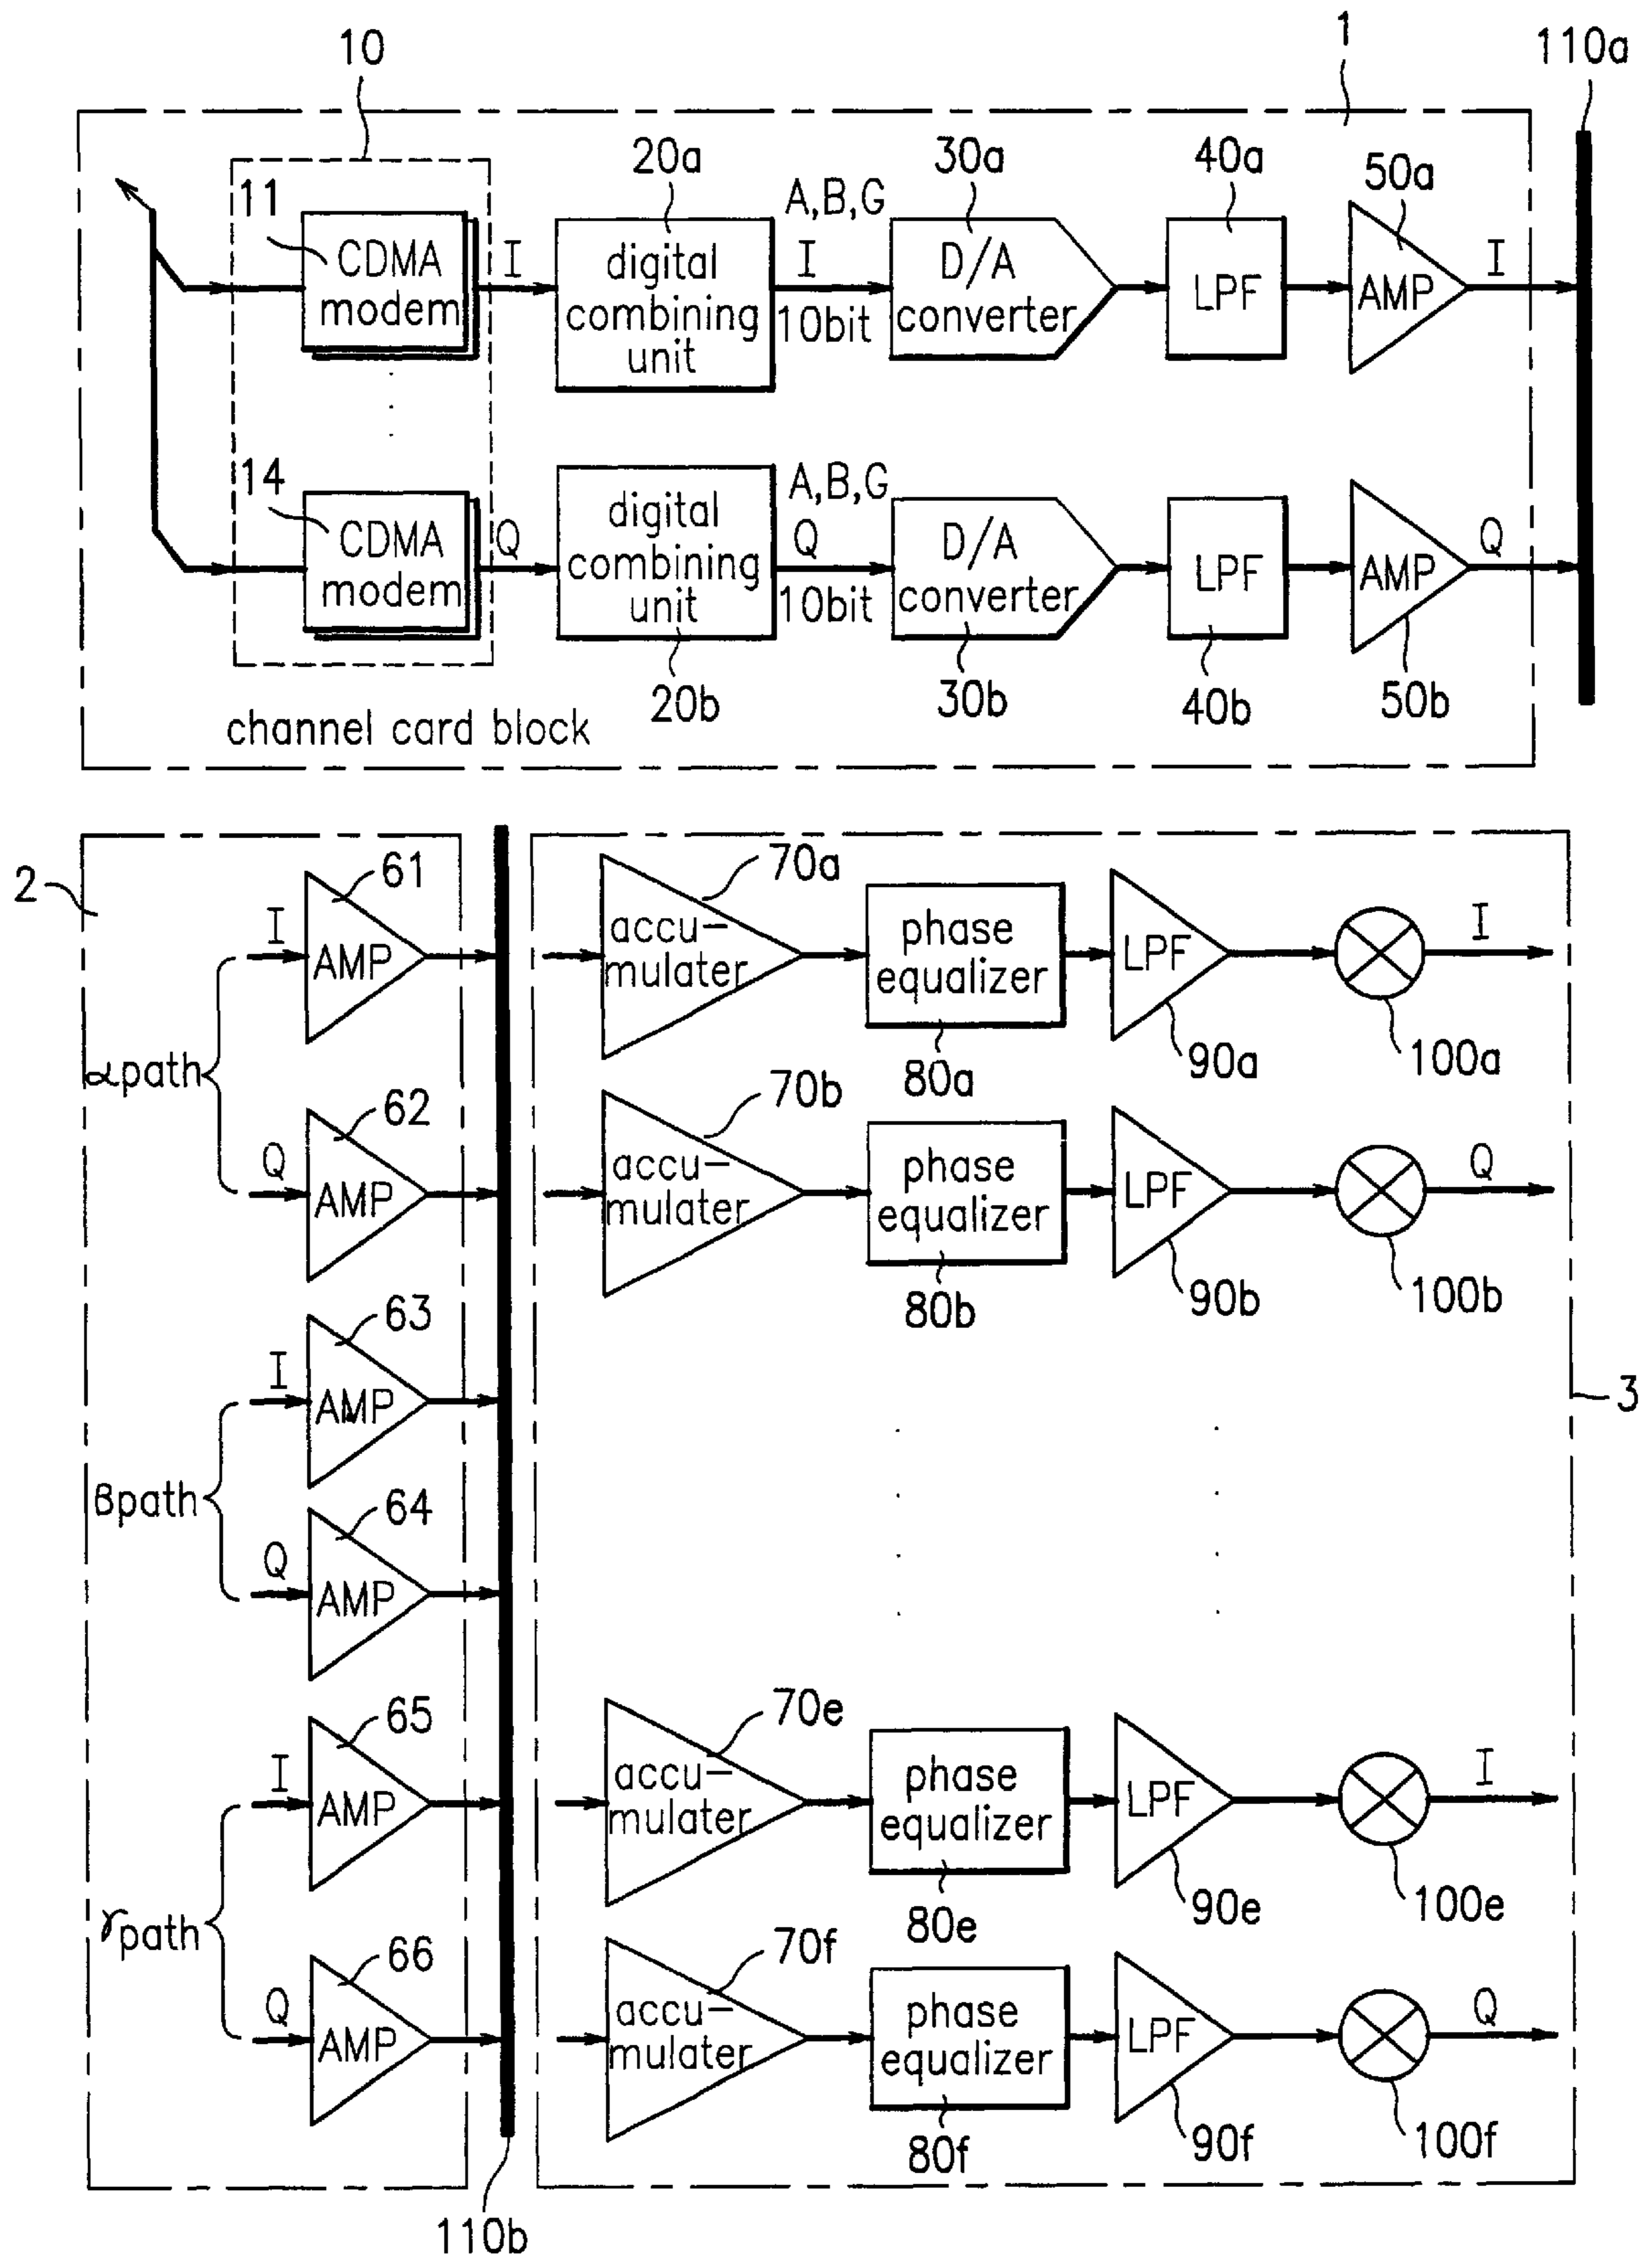 10
1
110a
20a
30a
40a
50a
11
CDMA
modem
I
digital
combining
unit
A,B,G
I
10bit
D/A
converter
LPF
AMP
I
14
CDMA
modem
Q
digital
combining
unit
A,B,G
Q
10bit
D/A
converter
LPF
AMP
Q
20b
30b
40b
50b
channel card block
2
61
I
AMP
70a
accu-
mulater
phase
equalizer
LPF
I
αpath
80a
90a
100a
62
Q
AMP
70b
accu-
mulater
phase
equalizer
LPF
Q
80b
90b
100b
63
I
AMP
3
βpath
64
Q
AMP
65
I
AMP
70e
accu-
mulater
phase
equalizer
LPF
I
γpath
80e
90e
100e
66
Q
AMP
70f
accu-
mulater
phase
equalizer
LPF
Q
80f
90f
100f
110b